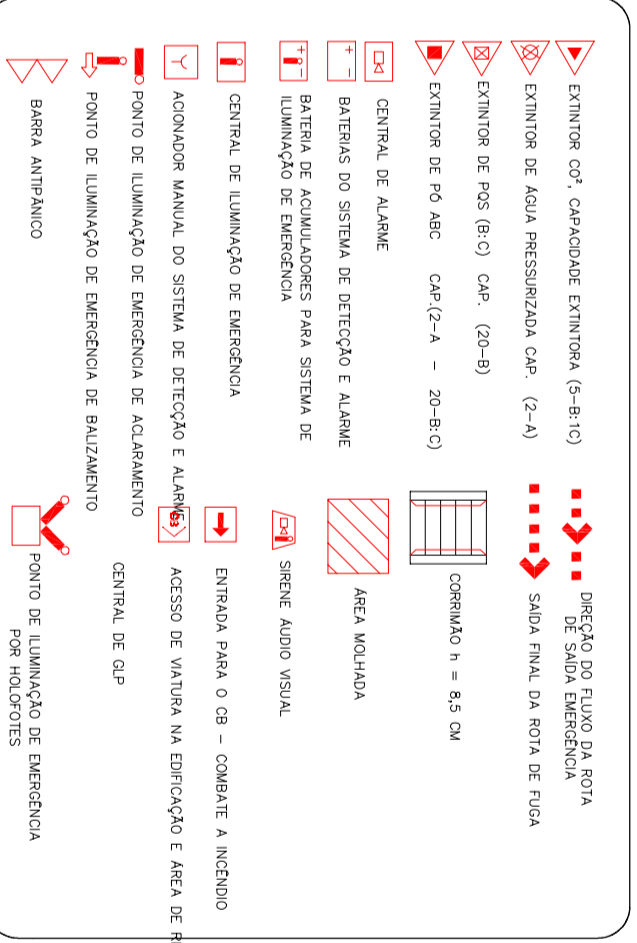 EXTINTOR CO², CAPACIDADE EXTINTORA (5-B:1C)
EXTINTOR DE ÁGUA PRESSURIZADA CAP. (2-A)
EXTINTOR DE PQS (B:C) CAP. (20-B)
EXTINTOR DE PÓ ABC CAP.(2-A - 20-B:C)
CENTRAL DE ALARME
+ -
BATERIAS DO SISTEMA DE DETECÇÃO E ALARME
+ -
BATERIA DE ACUMULADORES PARA SISTEMA DE
ILUMINAÇÃO DE EMERGÊNCIA
CENTRAL DE ILUMINAÇÃO DE EMERGÊNCIA
ACIONADOR MANUAL DO SISTEMA DE DETECÇÃO E ALARME
PONTO DE ILUMINAÇÃO DE EMERGÊNCIA DE ACLARAMENTO
PONTO DE ILUMINAÇÃO DE EMERGÊNCIA DE BALIZAMENTO
BARRA ANTIPÂNICO
DIREÇÃO DO FLUXO DA ROTA
DE SAÍDA EMERGÊNCIA
SAÍDA FINAL DA ROTA DE FUGA
CORRIMÃO h = 8,5 CM
ÁREA MOLHADA
SIRENE ÁUDIO VISUAL
ENTRADA PARA O CB - COMBATE A INCÊNDIO
ACESSO DE VIATURA NA EDIFICAÇÃO E ÁREA DE
CENTRAL DE GLP
PONTO DE ILUMINAÇÃO DE EMERGÊNCIA
POR HOLOFOTES